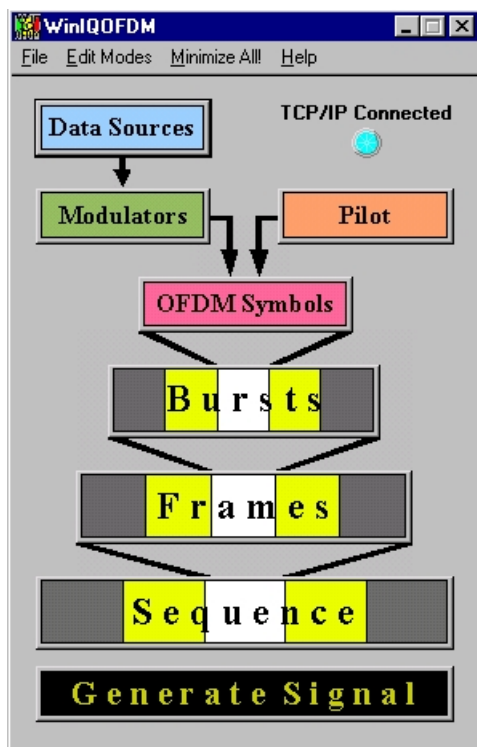 WinIQOFDM
File Edit Modes Minimize All! Help
TCP/IP Connected
Data Sources
Modulators Pilot
OFDM Symbols
Bursts
Frames
Sequence
Generate Signal